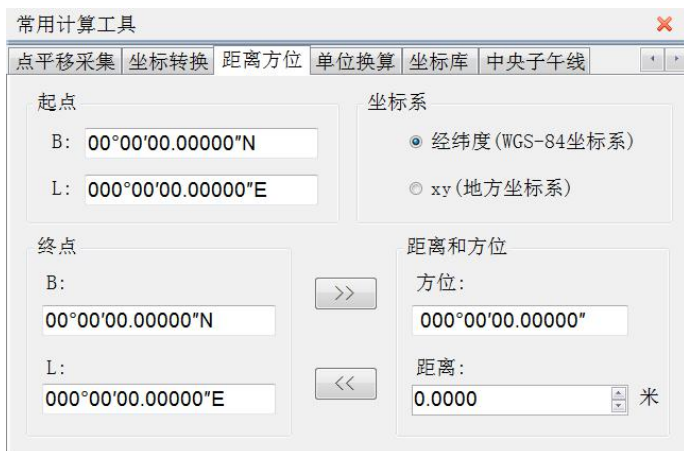 常用计算工具
点平移采集 坐标转换 距离方位 单位换算 坐标库 中央子午线
起点
B: 00°00′00.00000″N
L: 000°00′00.00000″E
坐标系
经纬度(WGS-84坐标系)
xy(地方坐标系)
终点
B:
00°00′00.00000″N
L:
000°00′00.00000″E
>>
<<
距离和方位
方位:
000°00′00.00000″
距离:
0.0000 米